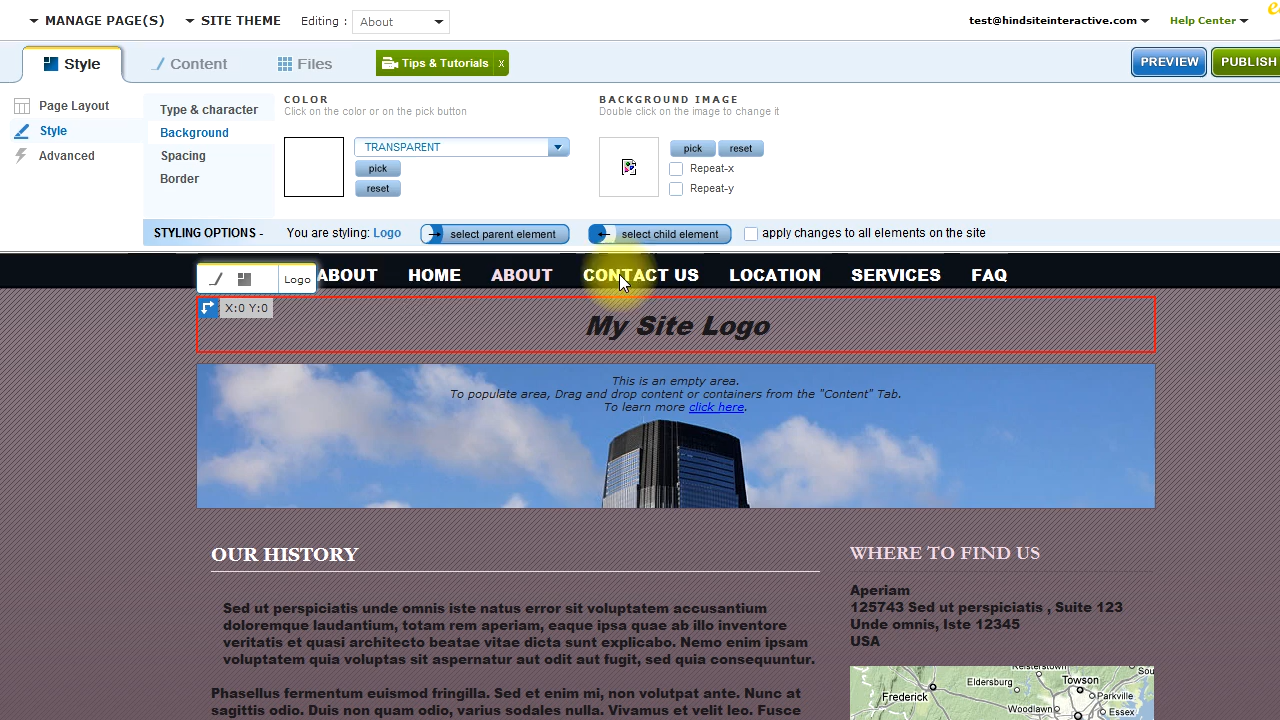 MANAGE PAGE(S) SITE THEME Editing : About test@hindsiteinteractive.com Help Center
Style Content Files Tips & Tutorials x PREVIEW PUBLISH
Page Layout
Style
Advanced
Type & character
Background
Spacing
Border
COLOR
Click on the color or on the pick button
TRANSPARENT
pick
reset
BACKGROUND IMAGE
Double click on the image to change it
pick reset
Repeat-x
Repeat-y
STYLING OPTIONS - You are styling: Logo select parent element select child element apply changes to all elements on the site
ABOUT HOME ABOUT CONTACT US LOCATION SERVICES FAQ
Logo
X:0 Y:0
My Site Logo
This is an empty area.
To populate area, Drag and drop content or containers from the "Content" Tab.
To learn more click here.
OUR HISTORY
Sed ut perspiciatis unde omnis iste natus error sit voluptatem accusantium
doloremque laudantium, totam rem aperiam, eaque ipsa quae ab illo inventore
veritatis et quasi architecto beatae vitae dicta sunt explicabo. Nemo enim ipsam
voluptatem quia voluptas sit aspernatur aut odit aut fugit, sed quia consequuntur.
Phasellus fermentum euismod fringilla. Sed et enim mi, non volutpat ante. Nunc at
sagittis odio. Duis non quam odio, varius sodales nulla. Vivamus et velit leo. Fusce
WHERE TO FIND US
Aperiam
125743 Sed ut perspiciatis , Suite 123
Unde omnis, Iste 12345
USA
Reisterstown
Eldersburg
Towson
Frederick
Parkville
Woodlawn
Essex